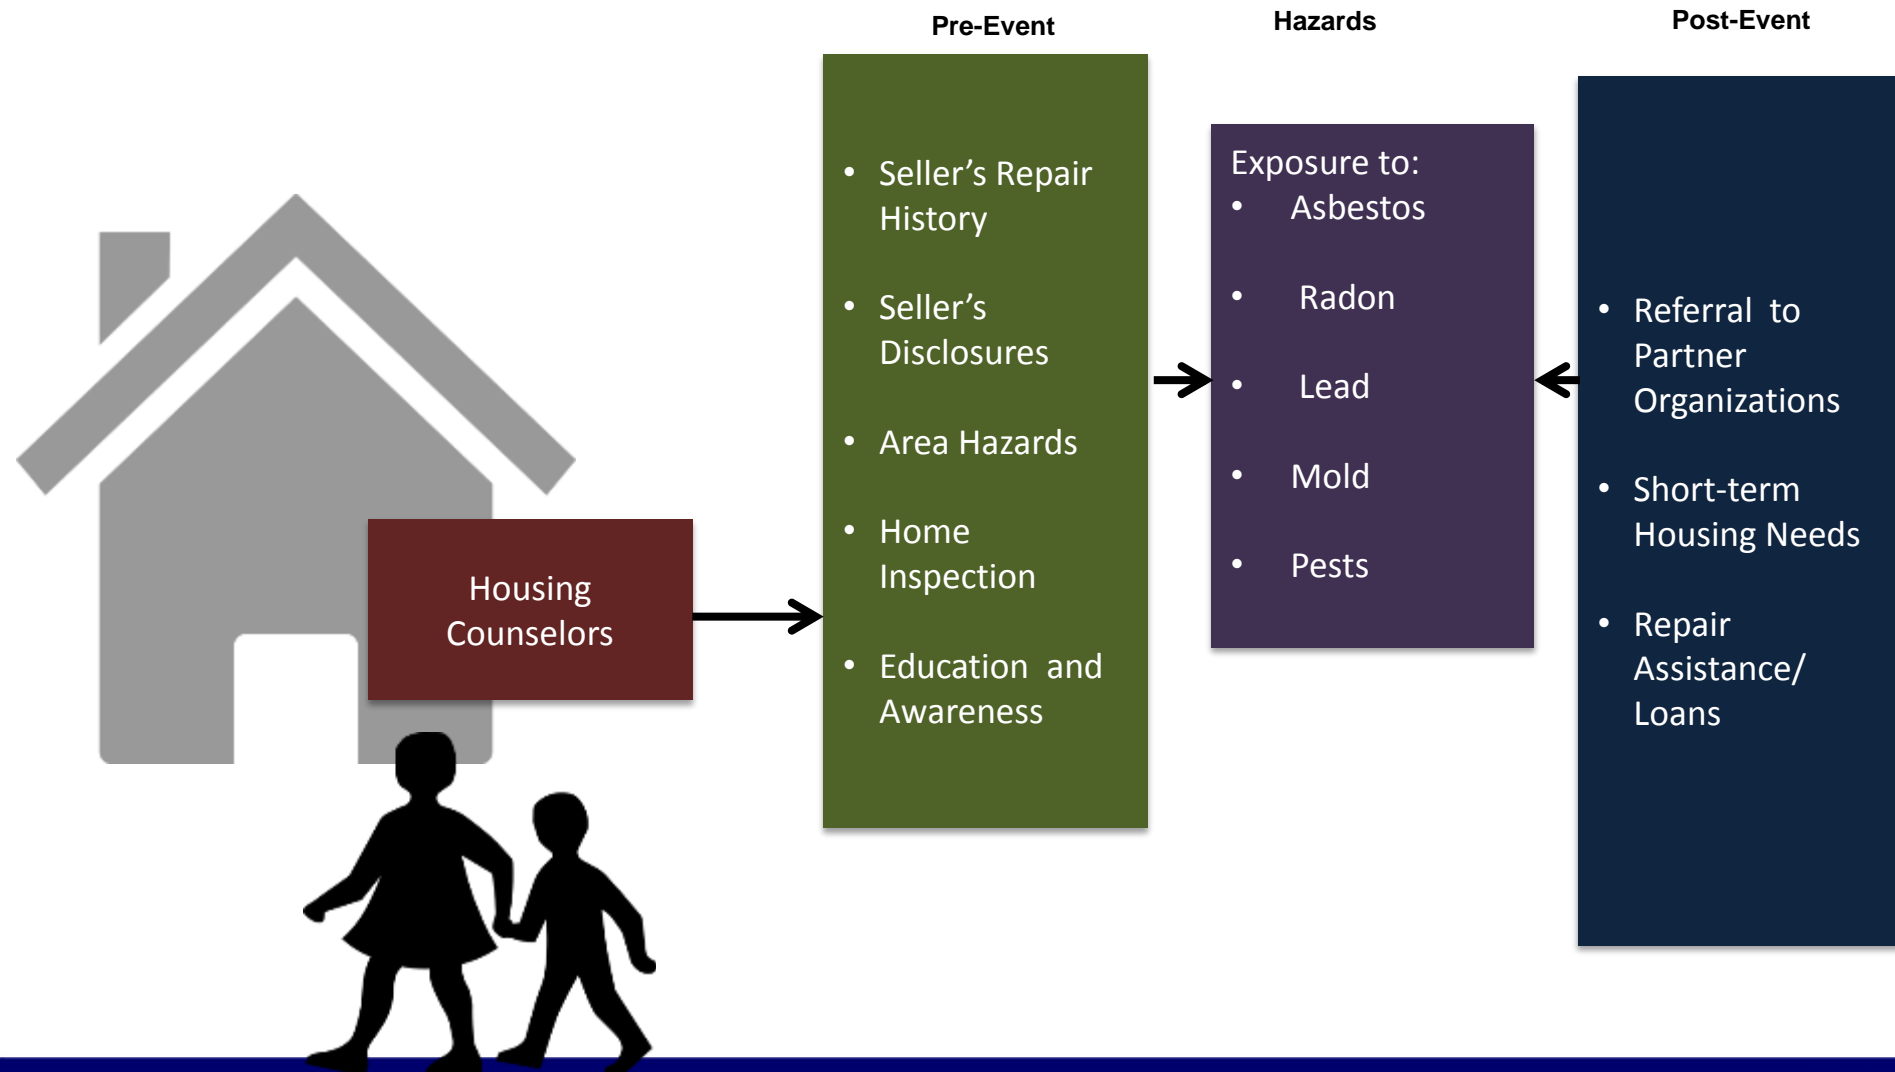 Pre-Event
Hazards
Post-Event
Housing
Counselors
• Seller’s Repair
History
• Seller’s
Disclosures
• Area Hazards
• Home
Inspection
• Education and
Awareness
Exposure to:
• Asbestos
• Radon
• Lead
• Mold
• Pests
• Referral to
Partner
Organizations
• Short-term
Housing Needs
• Repair
Assistance/
Loans